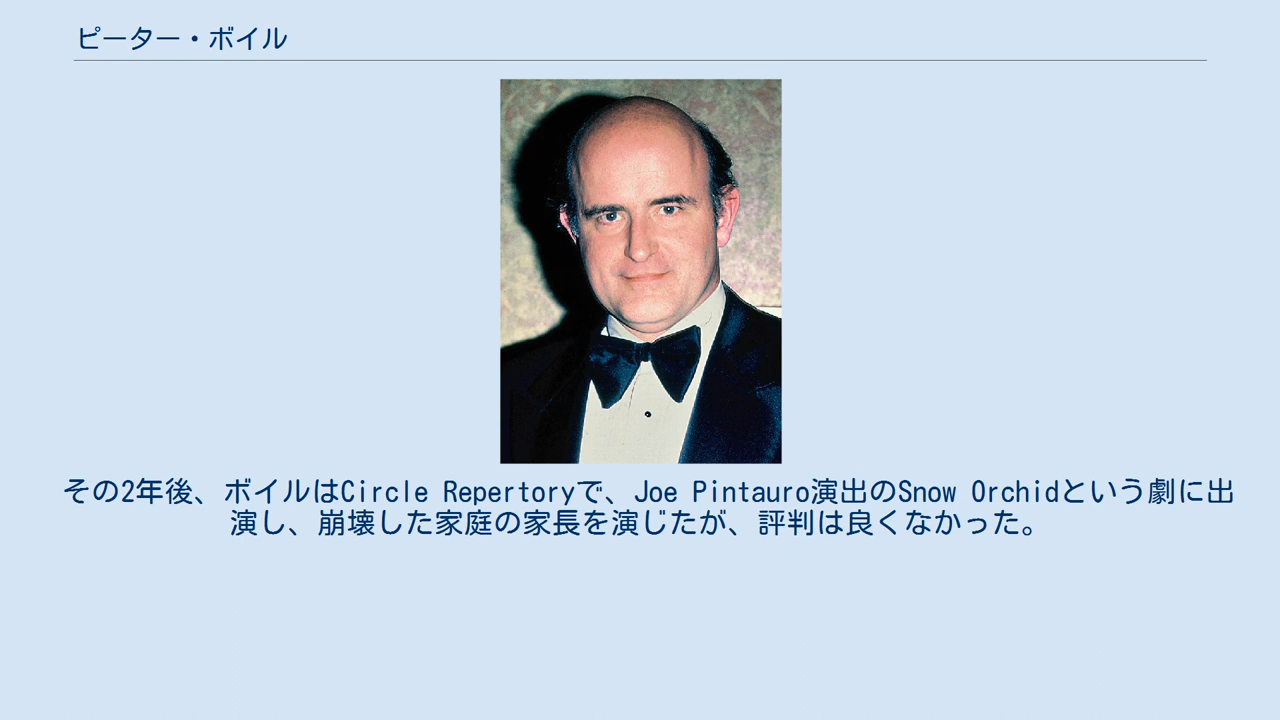 ピーター・ボイル
その2年後、ボイルはCircle Repertoryで、Joe Pintauro演出のSnow Orchidという劇に出
演し、崩壊した家庭の家長を演じたが、評判は良くなかった。